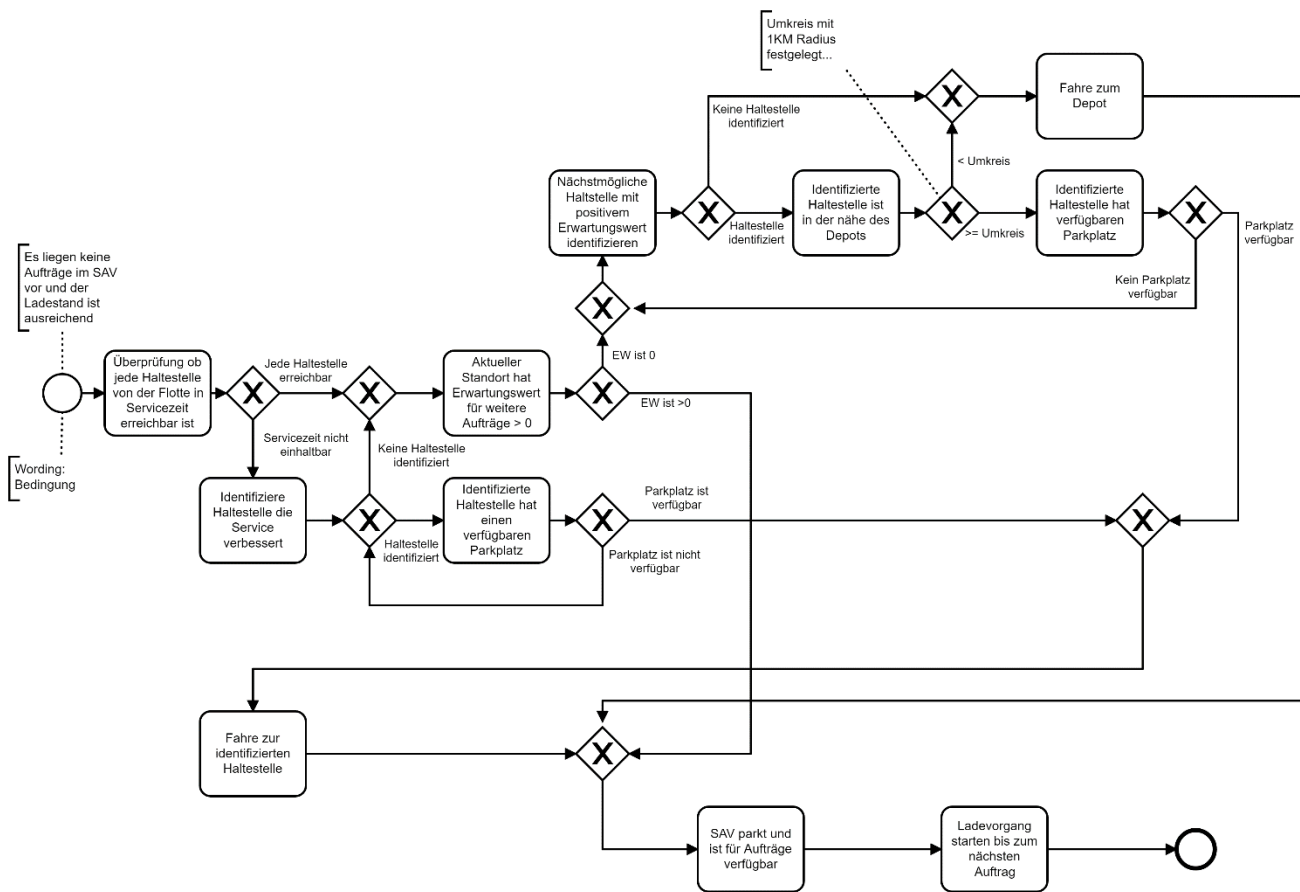 Umkreis mit
1KM Radius
festgelegt...
Fahre zum
Depot
Keine Haltestelle
identifiziert
< Umkreis
Nächstmögliche
Haltstelle mit
positivem
Erwartungswert
identifizieren
X
Haltestelle
identifiziert
Identifizierte
Haltestelle ist
in der nähe des
Depots
X
>= Umkreis
Identifizierte
Haltestelle hat
verfügbaren
Parkplatz
X
Parkplatz
verfügbar
X
Kein Parkplatz
verfügbar
X
Es liegen keine
Aufträge im SAV
vor und der
Ladestand ist
ausreichend
EW ist 0
Überprüfung ob
jede Haltestelle
von der Flotte in
Servicezeit
erreichbar ist
X
Jede Haltestelle
erreichbar
X
Aktueller
Standort hat
Erwartungswert
für weitere
Aufträge > 0
X
EW ist >0
Servicezeit nicht
einhaltbar
Keine Haltestelle
identifiziert
Wording:
Bedingung
Identifiziere
Haltestelle die
Service
verbessert
X
Haltestelle
identifiziert
Identifizierte
Haltestelle hat
einen
verfügbaren
Parkplatz
X
Parkplatz ist
verfügbar
Parkplatz ist nicht
verfügbar
X
Fahre zur
identifizierten
Haltestelle
X
SAV parkt und
ist für Aufträge
verfügbar
Ladevorgang
starten bis zum
nächsten
Auftrag